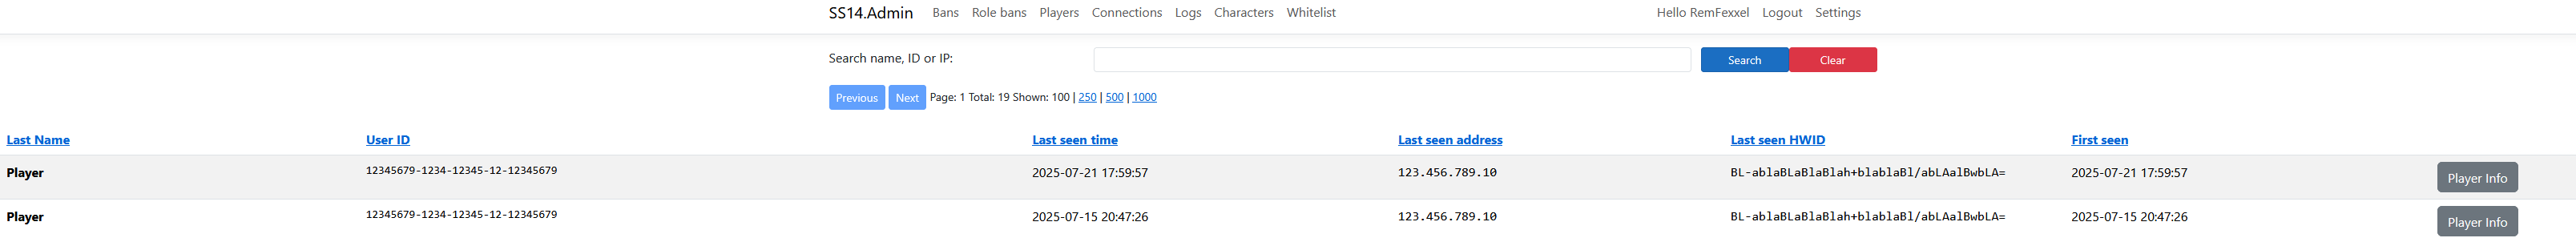 SS14.Admin Bans Role bans Players Connections Logs Characters Whitelist Hello RemFexxel Logout Settings
Search name, ID or IP: Search Clear
Previous Next Page: 1 Total: 19 Shown: 100 | 250 | 500 | 1000
Last Name User ID Last seen time Last seen address Last seen HWID First seen
Player 12345679-1234-12345-12-12345679 2025-07-21 17:59:57 123.456.789.10 BL-ablaBLaBlaBlah+blablaBl/abLAalBwbLA= 2025-07-21 17:59:57 Player Info
Player 12345679-1234-12345-12-12345679 2025-07-15 20:47:26 123.456.789.10 BL-ablaBLaBlaBlah+blablaBl/abLAalBwbLA= 2025-07-15 20:47:26 Player Info